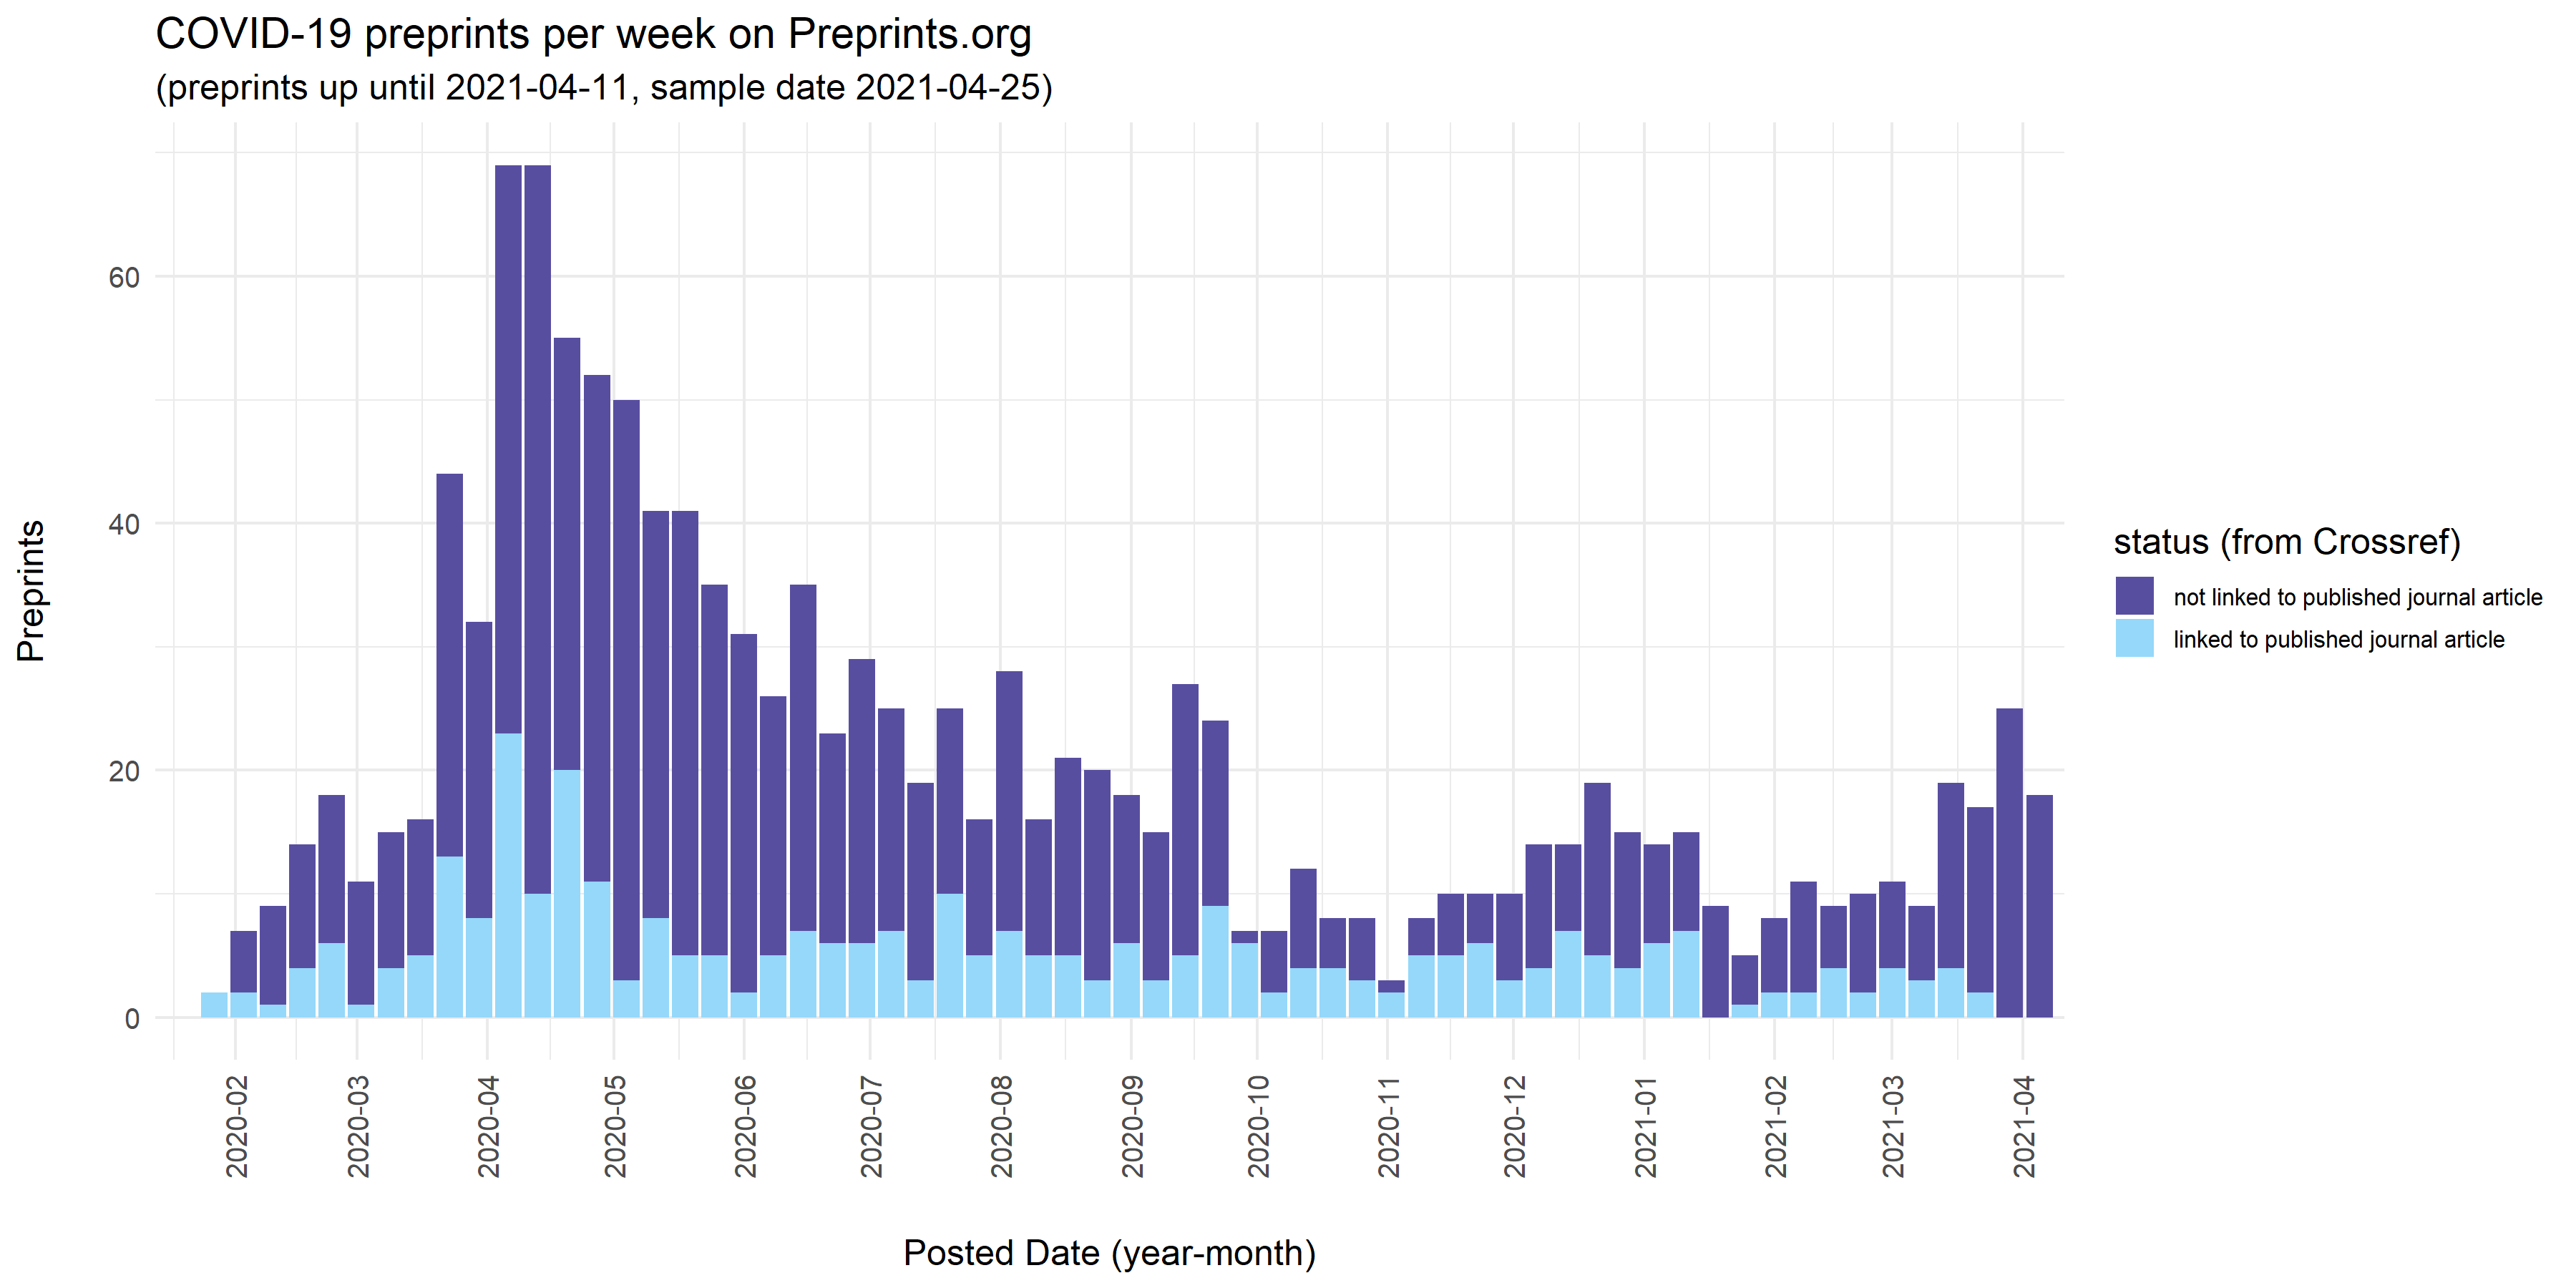 COVID-19 preprints per week on Preprints.org
(preprints up until 2021-04-11, sample date 2021-04-25)
Preprints
60
40
20
0
2020-02
2020-03
2020-04
2020-05
2020-06
2020-07
2020-08
2020-09
2020-10
2020-11
2020-12
2021-01
2021-02
2021-03
2021-04
Posted Date (year-month)
status (from Crossref)
not linked to published journal article
linked to published journal article